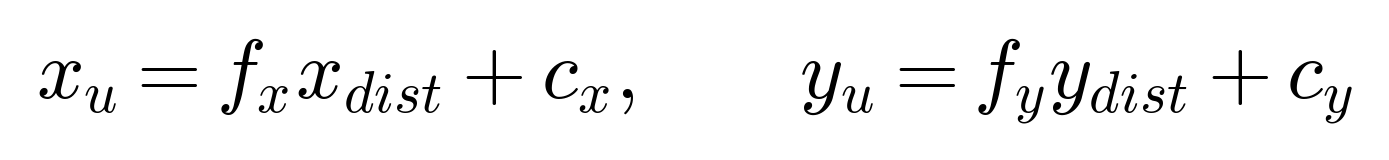 x_u = f_x x_{dist} + c_x, y_u = f_y y_{dist} + c_y